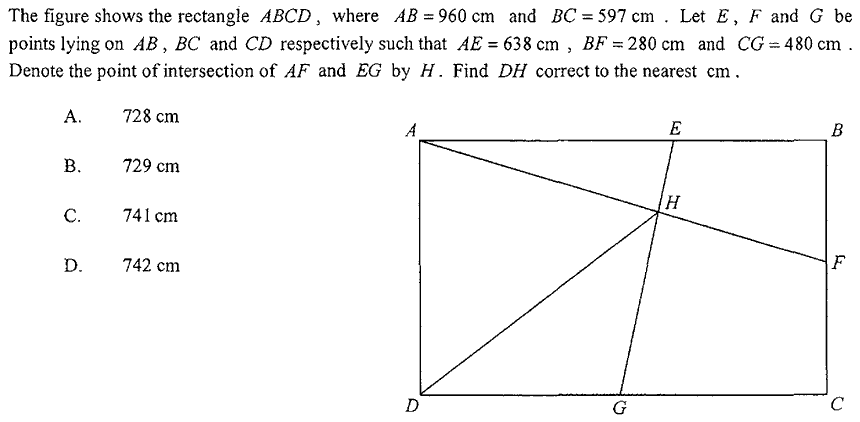 The figure shows the rectangle ABCD, where AB = 960 cm and BC = 597 cm . Let E, F and G be
points lying on AB, BC and CD respectively such that AE = 638 cm , BF = 280 cm and CG = 480 cm .
Denote the point of intersection of AF and EG by H. Find DH correct to the nearest cm .
A. 728 cm
B. 729 cm
C. 741 cm
D. 742 cm
A E B
H
F
D G C